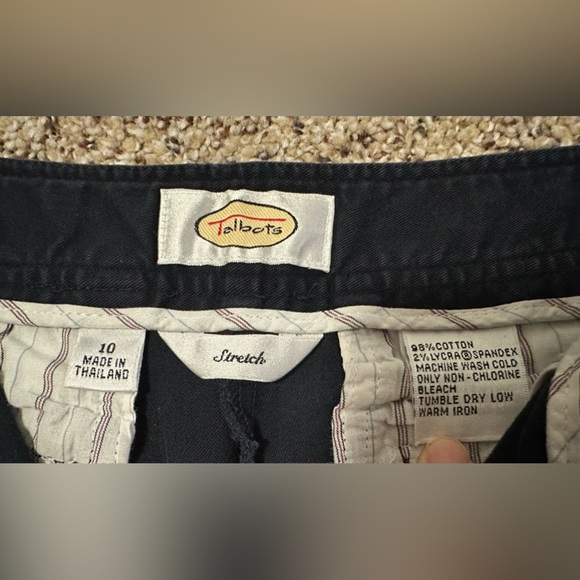 Talbots
10
MADE IN
THAILAND
Stretch
98% COTTON
2% LYCRA® SPANDEX
MACHINE WASH COLD
ONLY NON-CHLORINE
BLEACH
TUMBLE DRY LOW
WARM IRON